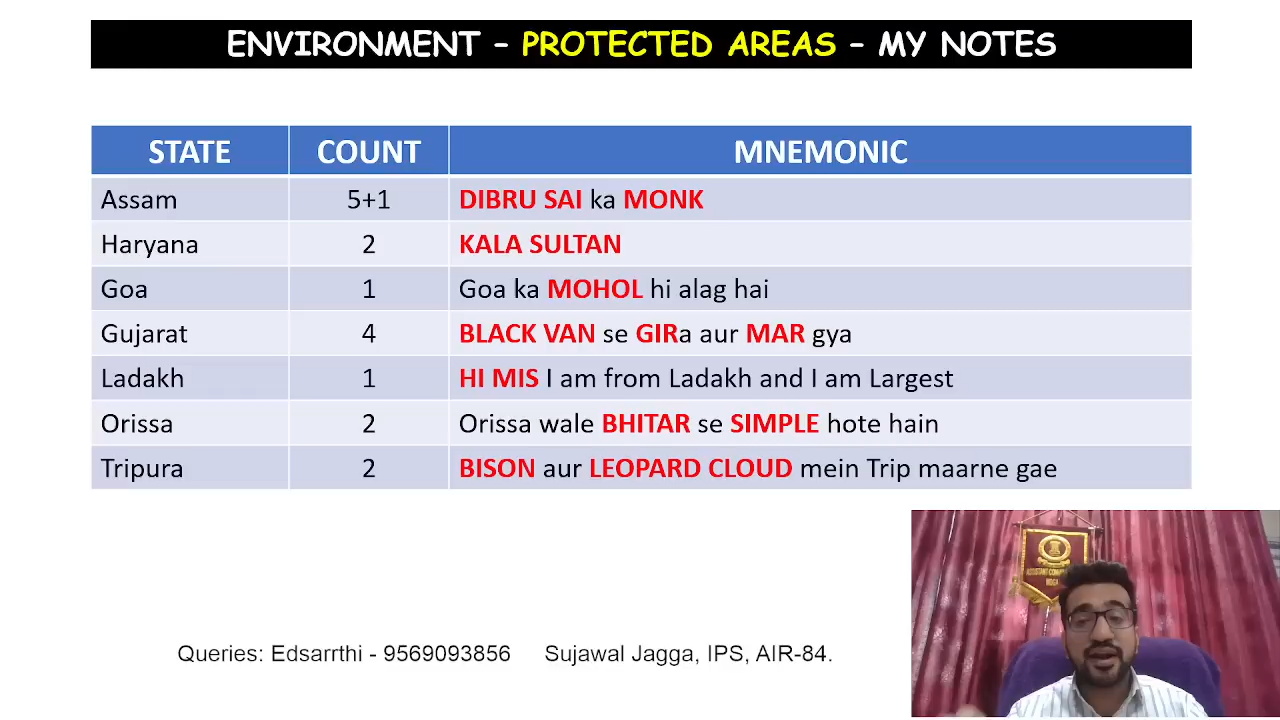 ENVIRONMENT – PROTECTED AREAS – MY NOTES
STATE COUNT MNEMONIC
Assam 5+1 DIBRU SAI ka MONK
Haryana 2 KALA SULTAN
Goa 1 Goa ka MOHOL hi alag hai
Gujarat 4 BLACK VAN se GIRa aur MAR gya
Ladakh 1 HI MIS I am from Ladakh and I am Largest
Orissa 2 Orissa wale BHITAR se SIMPLE hote hain
Tripura 2 BISON aur LEOPARD CLOUD mein Trip maarne gae
ASSISTANT
MOGA
Queries: Edsarrthi - 9569093856 Sujawal Jagga, IPS, AIR-84.